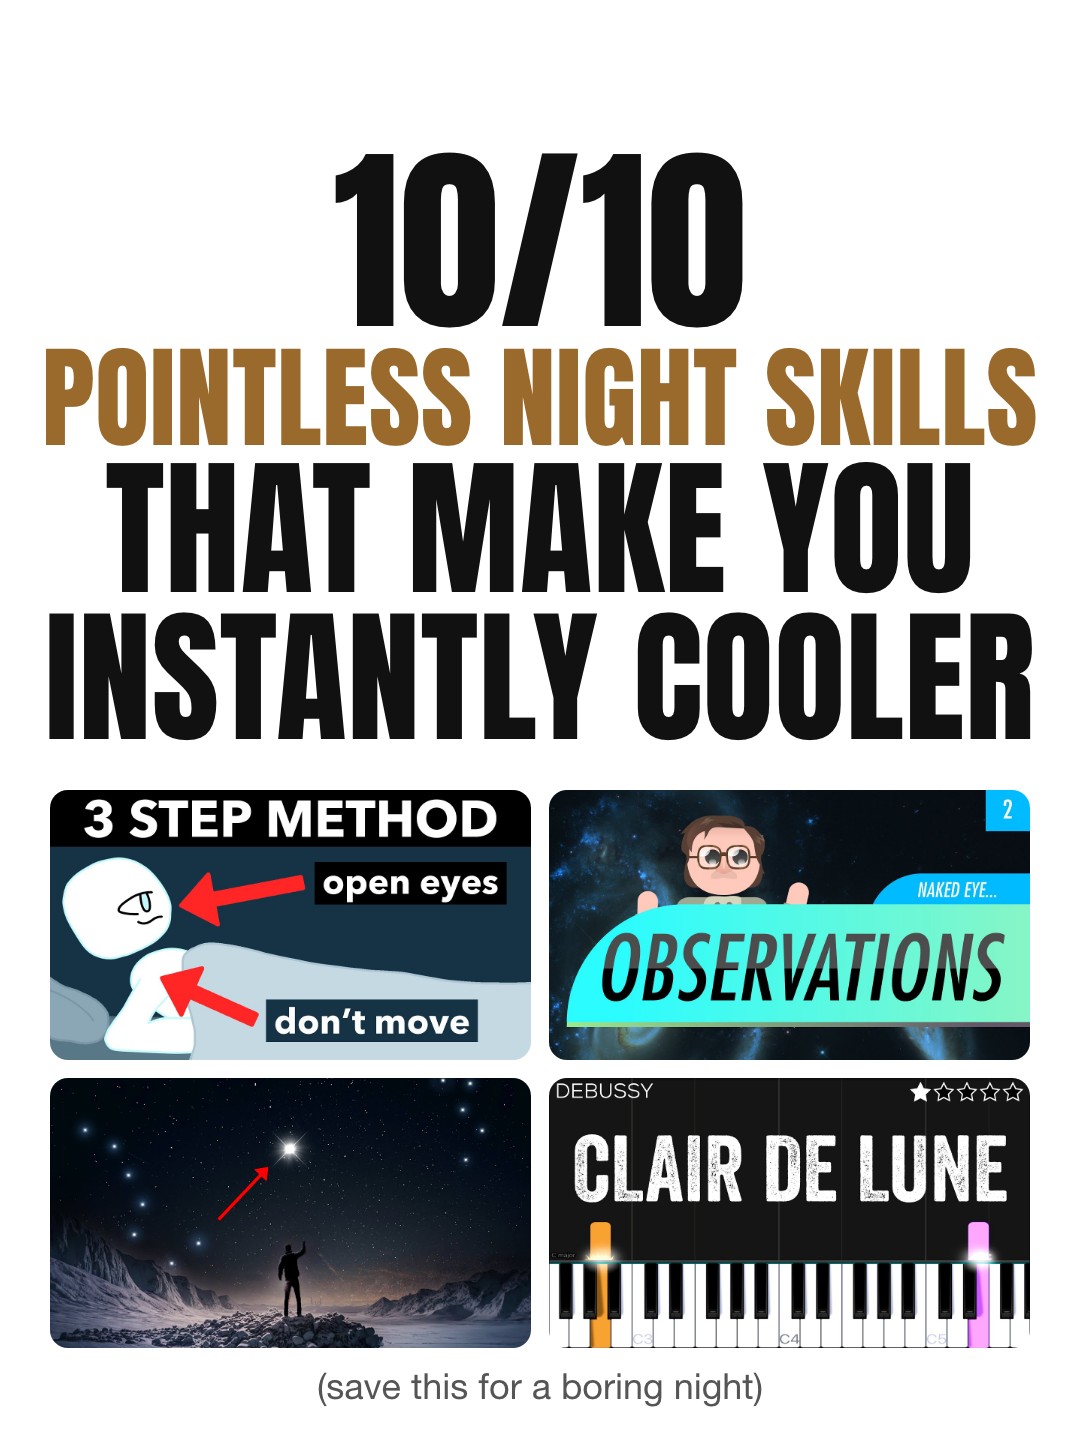 10/10
POINTLESS NIGHT SKILLS
THAT MAKE YOU
INSTANTLY COOLER
3 STEP METHOD
open eyes
don't move
2
NAKED EYE...
OBSERVATIONS
DEBUSSY
CLAIR DE LUNE
C major
C3
C4
C5
(save this for a boring night)